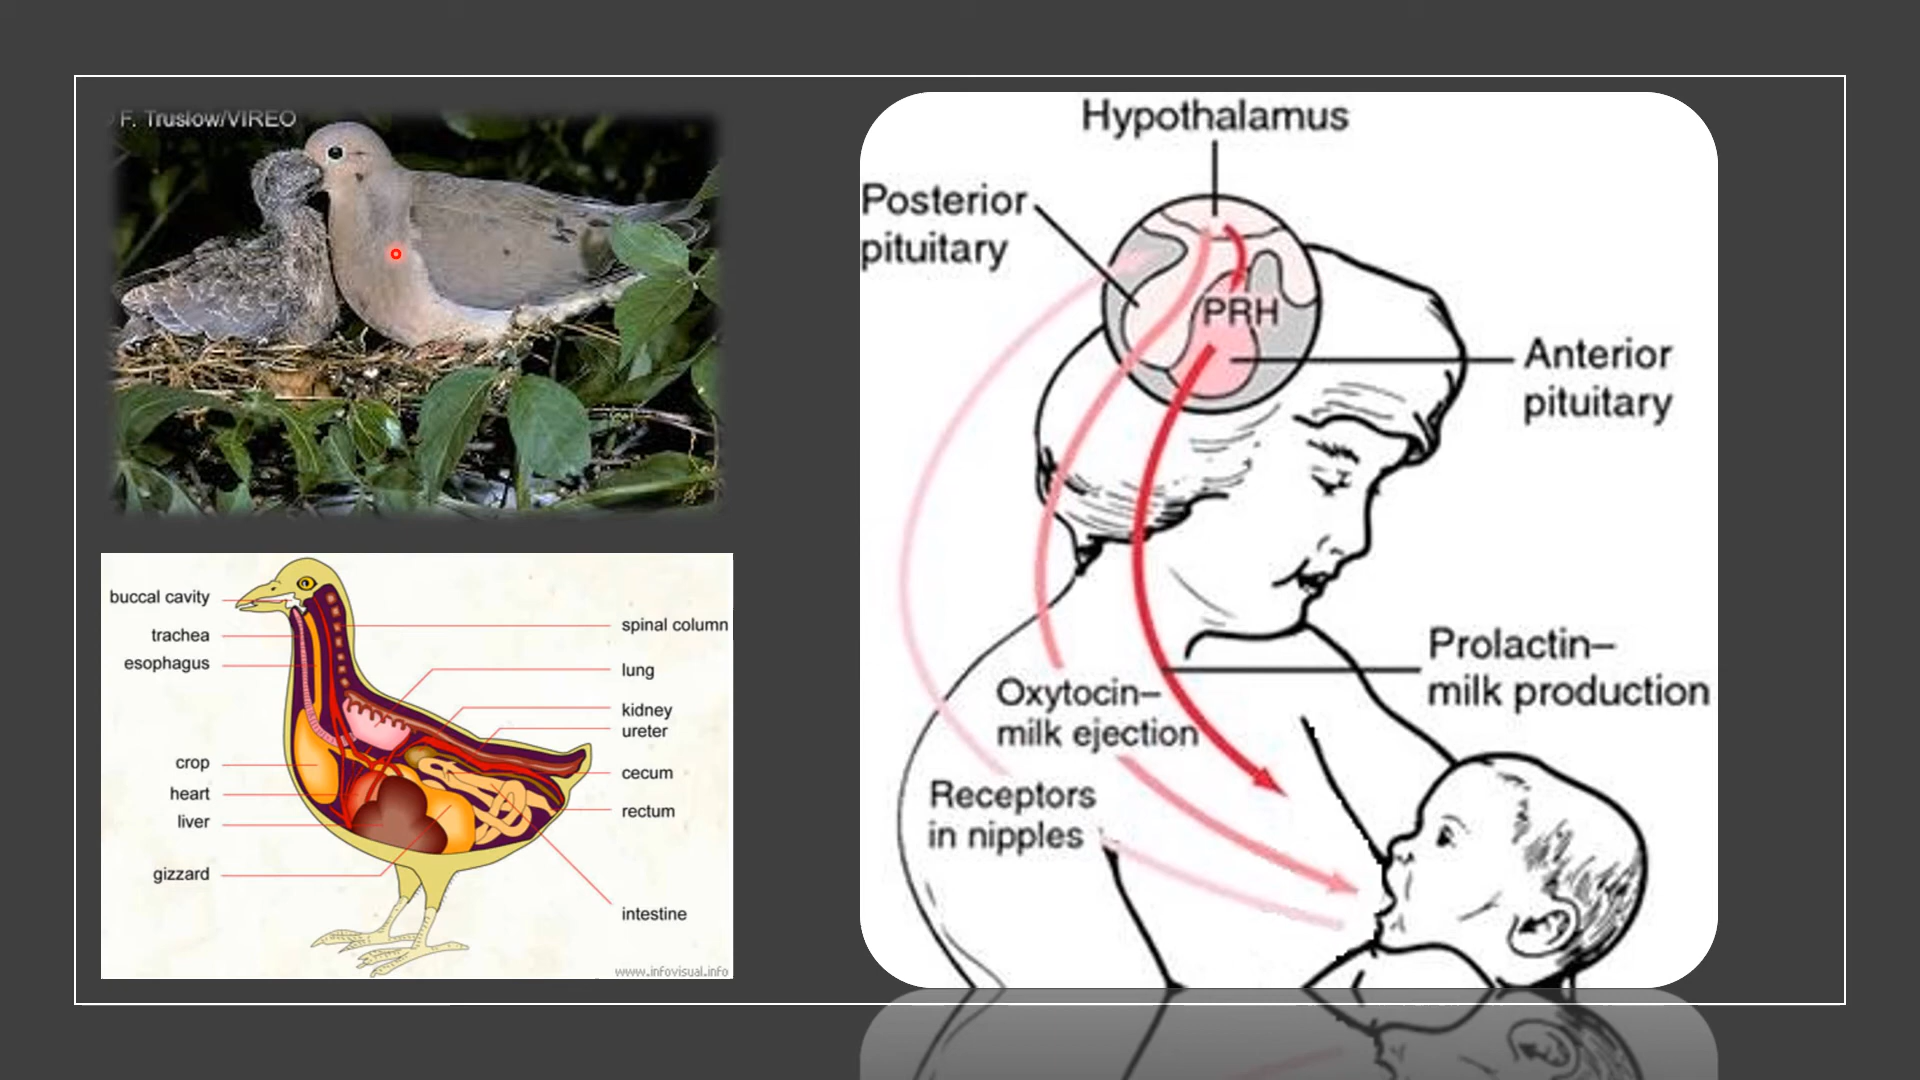 F. Truslow/VIREO
buccal cavity
trachea
esophagus
crop
heart
liver
gizzard
spinal column
lung
kidney
ureter
cecum
rectum
intestine
www.infovisual.info
Hypothalamus
Posterior
pituitary
PRH
Anterior
pituitary
Prolactin–
milk production
Oxytocin–
milk ejection
Receptors
in nipples